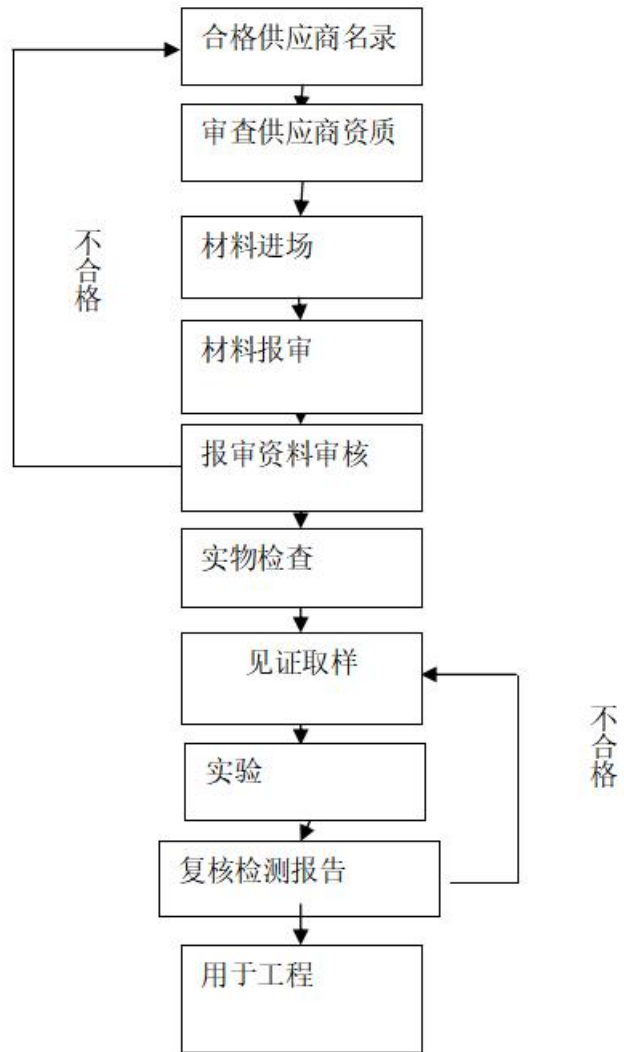 合格供应商名录
审查供应商资质
材料进场
不合格
材料报审
报审资料审核
实物检查
见证取样
不合格
实验
复核检测报告
用于工程